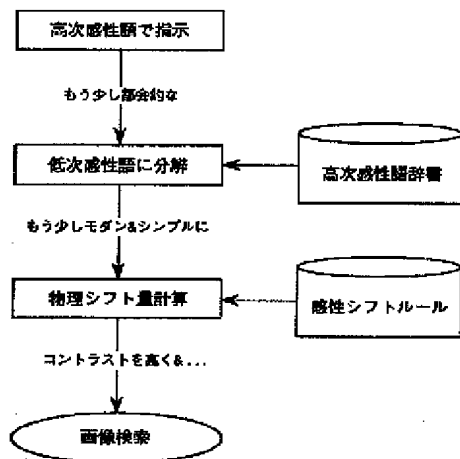 高次感性語で指示
もう少し都会的な
低次感性語に分解
高次感性語辞書
もう少しモダン&シンプルに
物理シフト量計算
感性シフトルール
コントラストを高く&...
画像検索